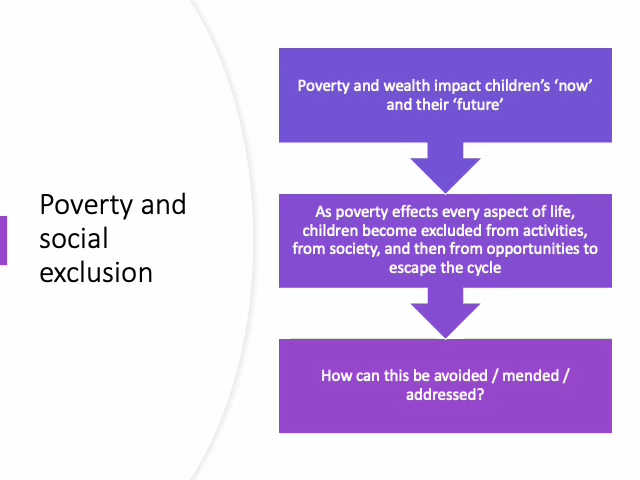 Poverty and
social
exclusion
Poverty and wealth impact children’s ‘now’
and their ‘future’
As poverty effects every aspect of life,
children become excluded from activities,
from society, and then from opportunities to
escape the cycle
How can this be avoided / mended /
addressed?